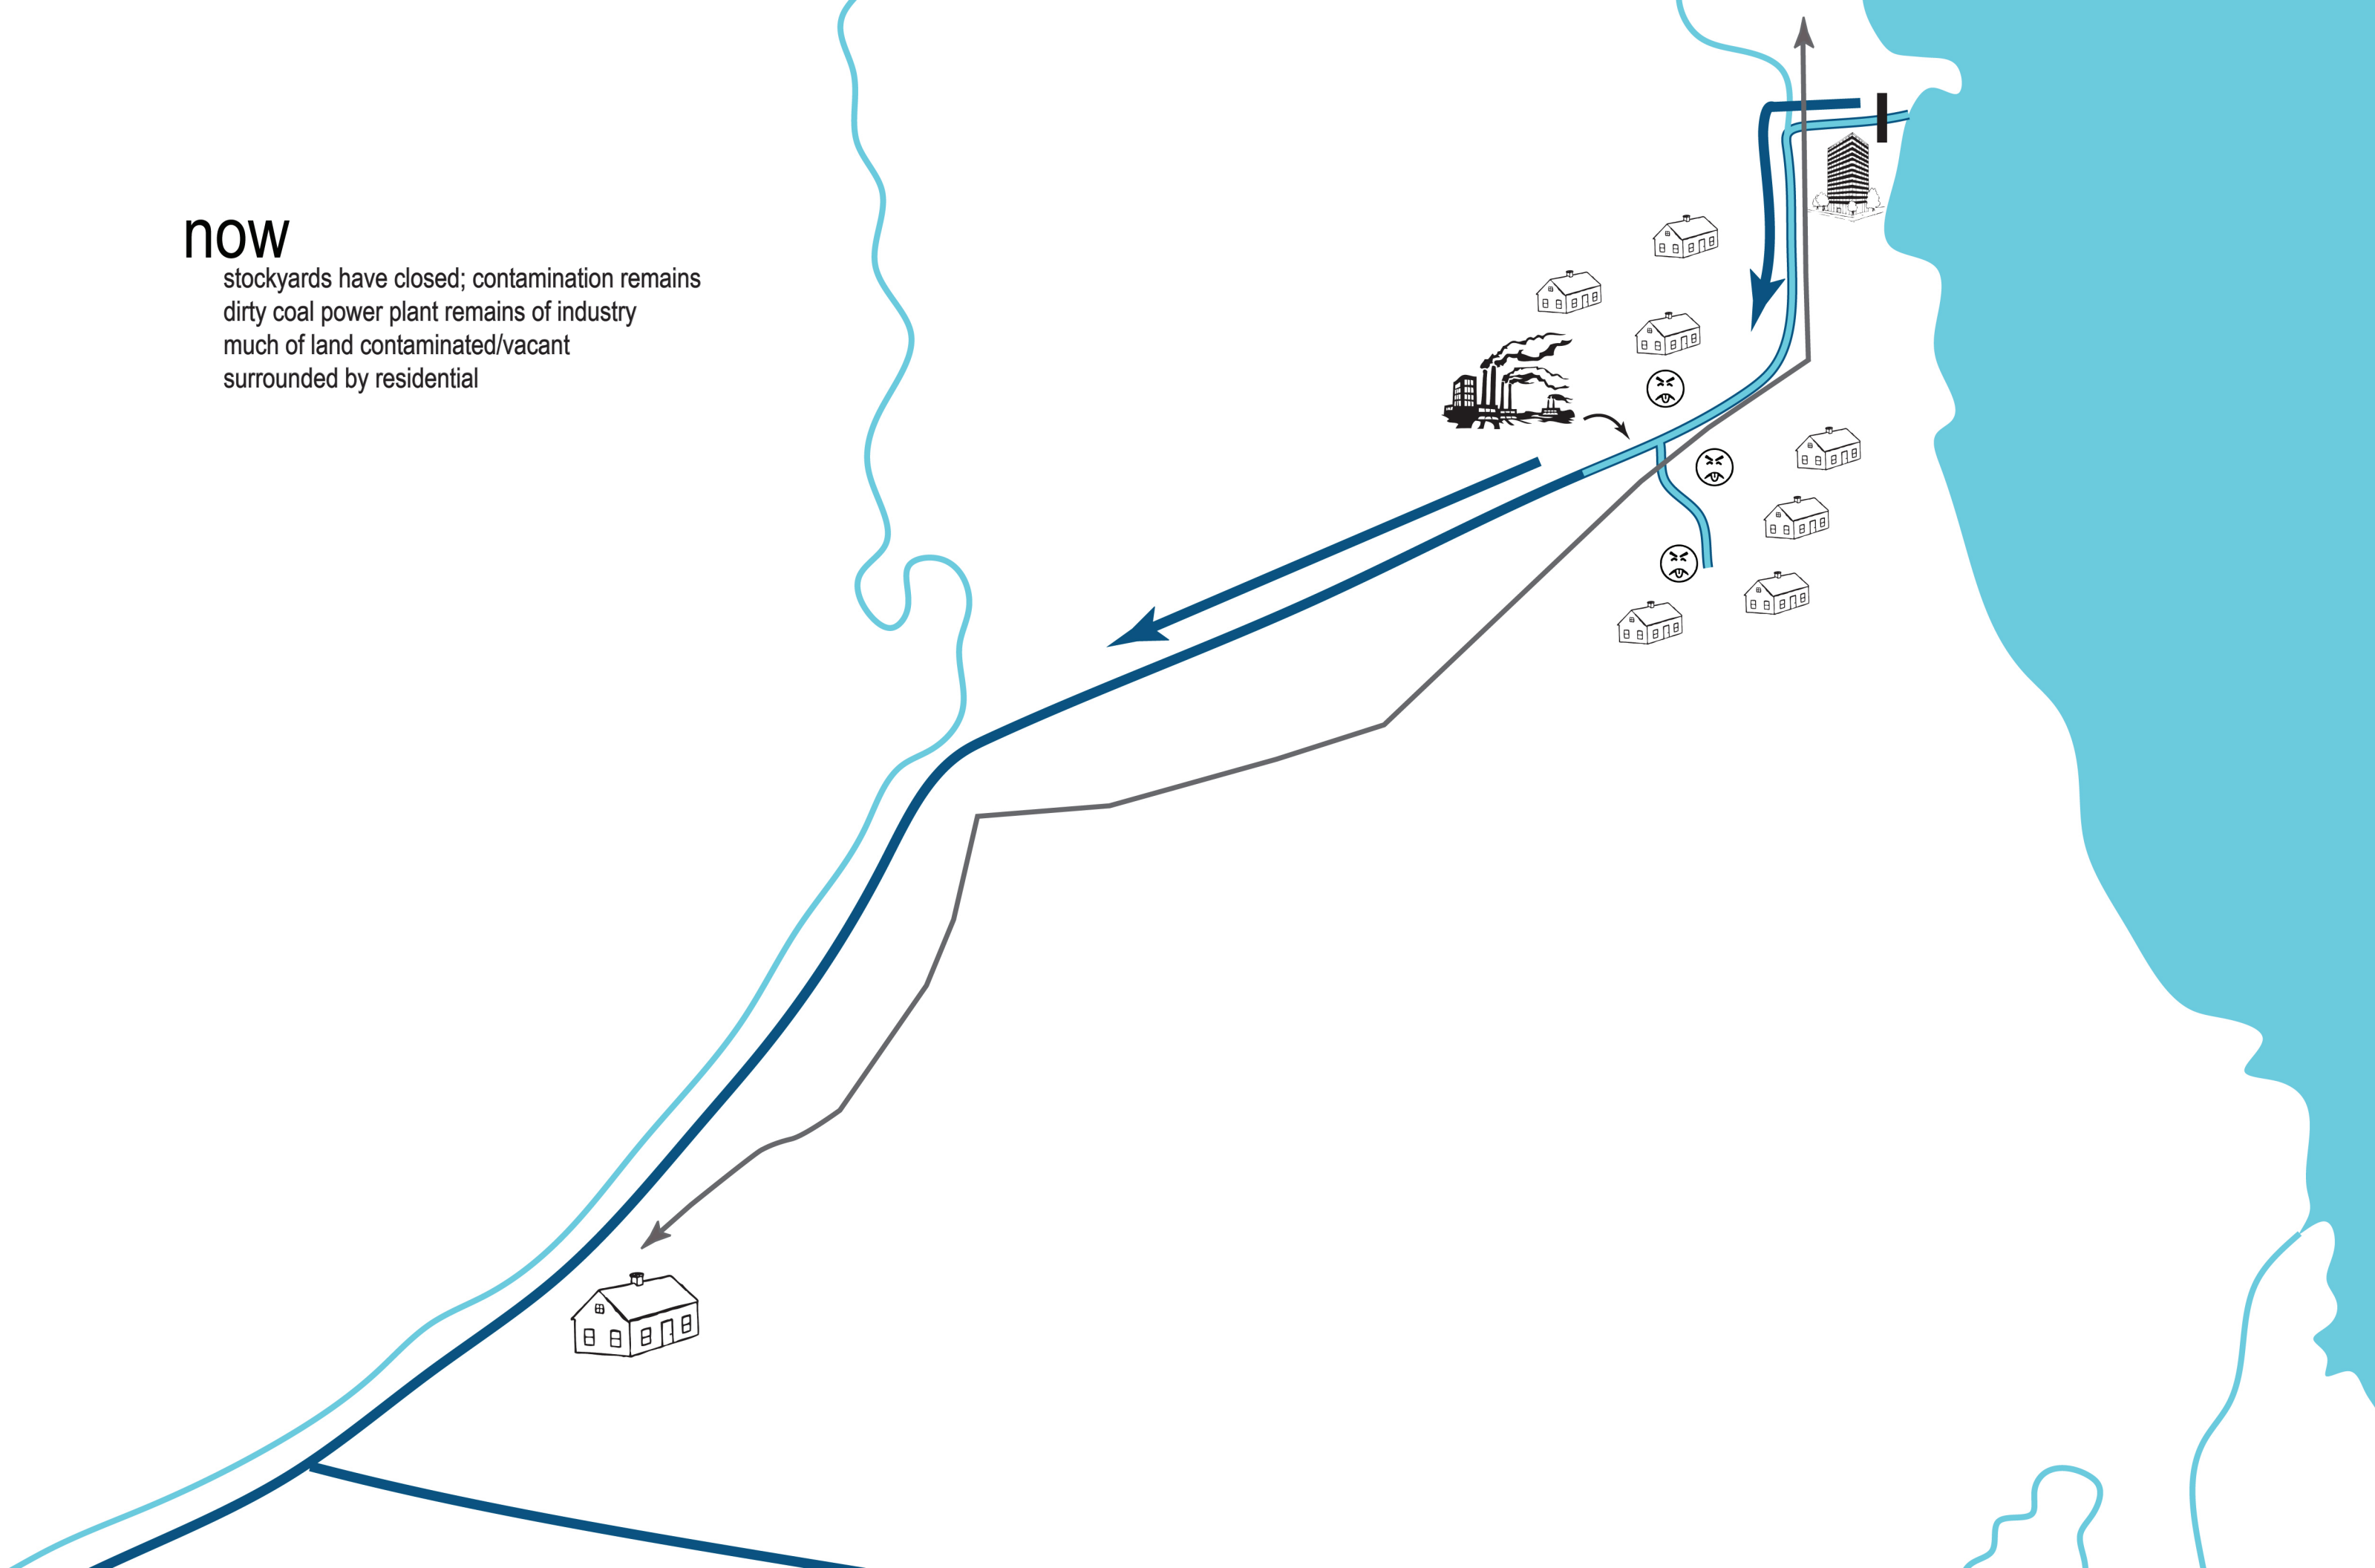 now
stockyards have closed; contamination remains
dirty coal power plant remains of industry
much of land contaminated/vacant
surrounded by residential